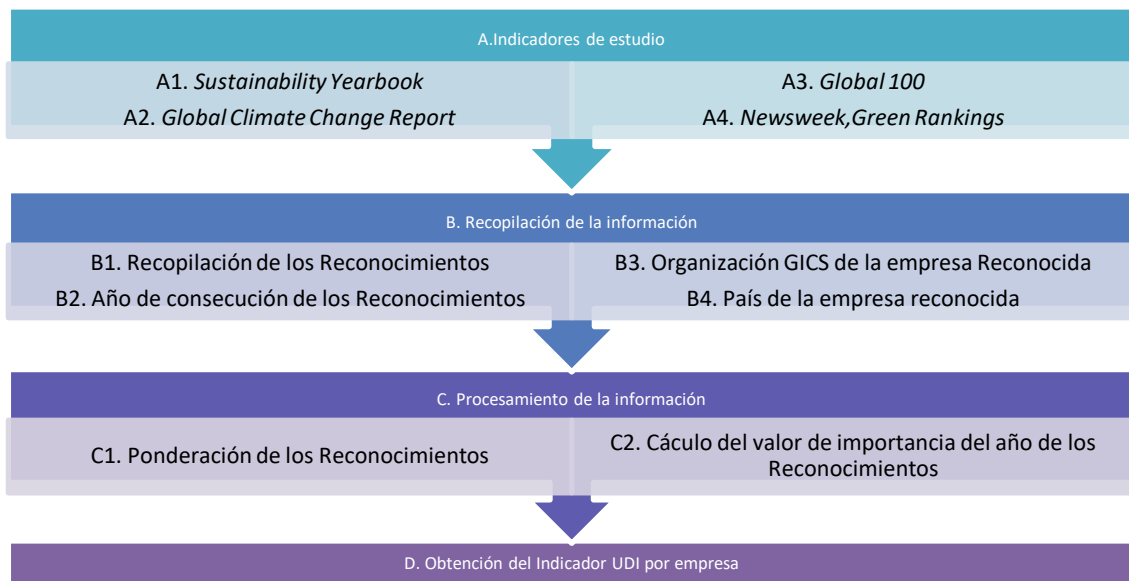 A.Indicadores de estudio
A1. Sustainability Yearbook
A2. Global Climate Change Report
A3. Global 100
A4. Newsweek,Green Rankings
B. Recopilación de la información
B1. Recopilación de los Reconocimientos
B2. Año de consecución de los Reconocimientos
B3. Organización GICS de la empresa Reconocida
B4. País de la empresa reconocida
C. Procesamiento de la información
C1. Ponderación de los Reconocimientos
C2. Cáculo del valor de importancia del año de los
Reconocimientos
D. Obtención del Indicador UDI por empresa